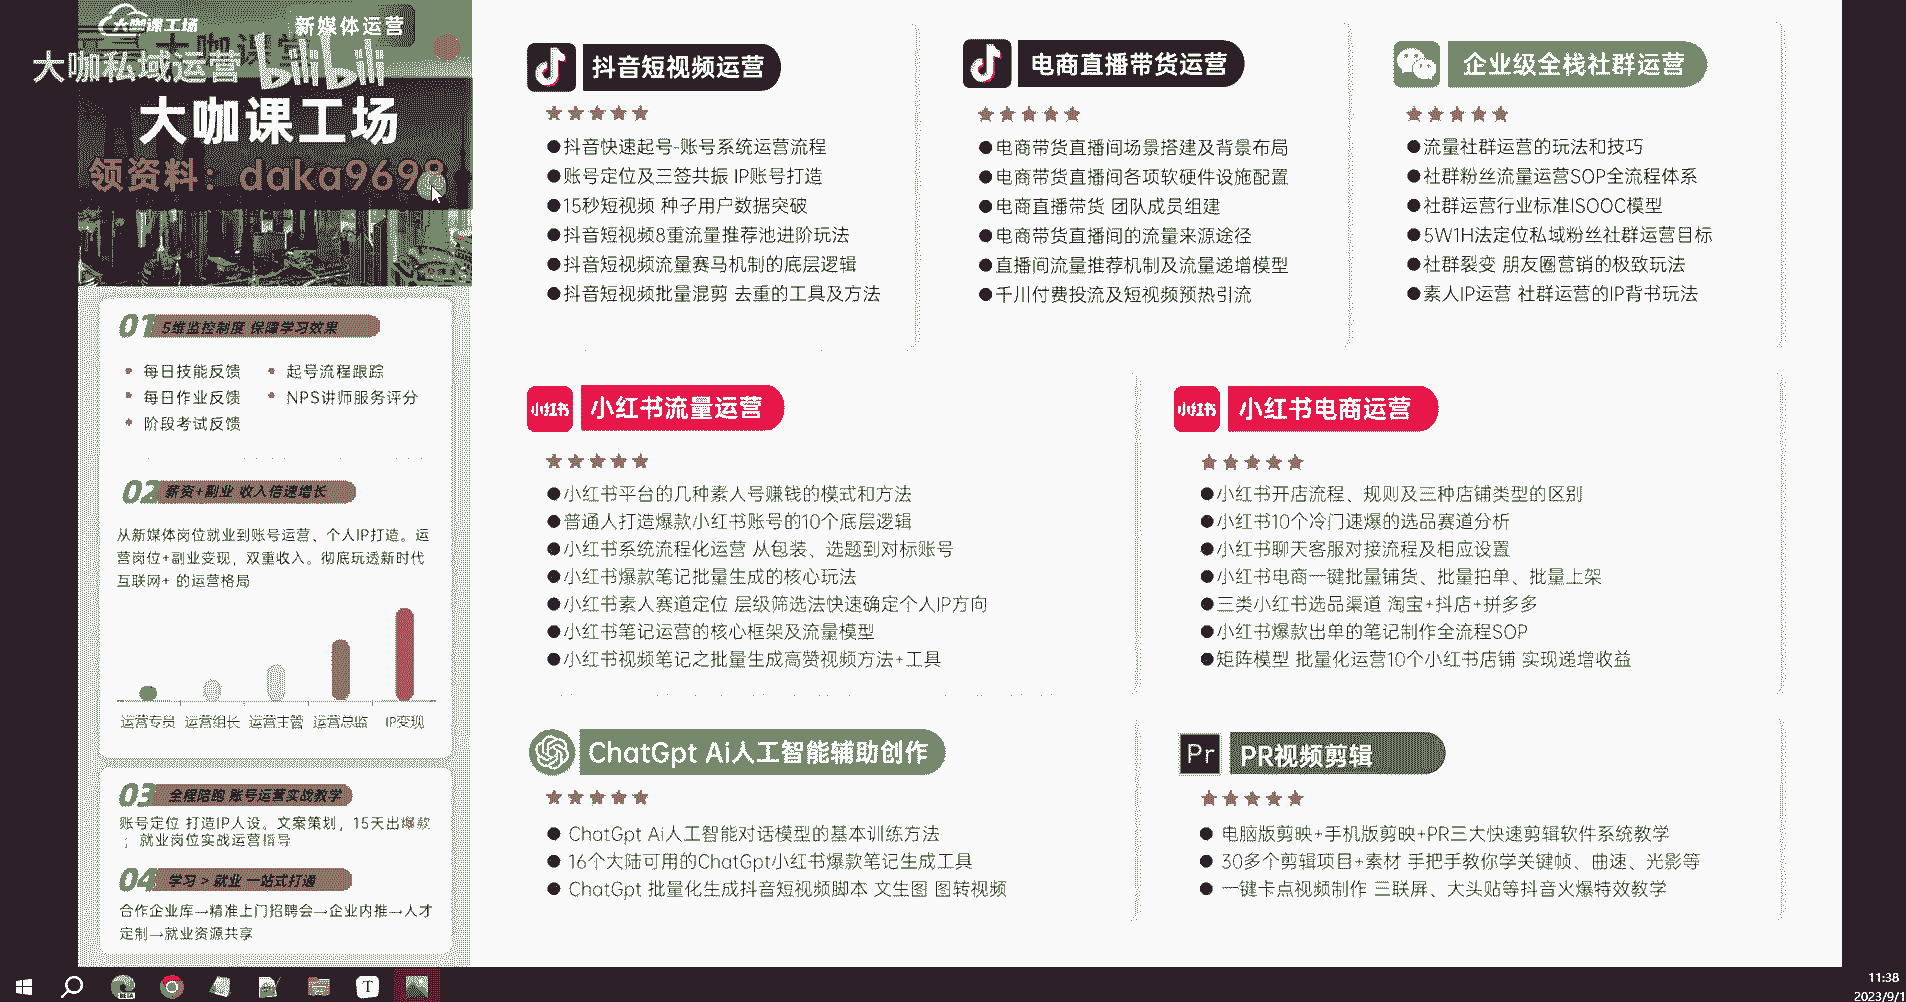 大咖课工场
新媒体运营
大咖私域运营 bilibili
大咖课工场
领资料：daka9698
01 5维监控制度 保障学习效果
每日技能反馈
起号流程跟踪
每日作业反馈
NPS讲师服务评分
阶段考试反馈
02 薪资+副业 收入倍速增长
从新媒体岗位就业到账号运营、个人IP打造。运
营岗位+副业变现，双重收入。彻底玩透新时代
互联网+ 的运营格局
运营专员 运营组长 运营主管 运营总监 IP变现
03 全程陪跑 账号运营实战教学
账号定位 打造IP人设。文案策划，15天出爆款
；就业岗位实战运营指导
04 学习 > 就业 一站式打通
合作企业库→精准上门招聘会→企业内推→人才
定制→就业资源共享
抖音短视频运营
●抖音快速起号-账号系统运营流程
●账号定位及三签共振 IP账号打造
●15秒短视频 种子用户数据突破
●抖音短视频8重流量推荐池进阶玩法
●抖音短视频流量赛马机制的底层逻辑
●抖音短视频批量混剪 去重的工具及方法
电商直播带货运营
●电商带货直播间场景搭建及背景布局
●电商带货直播间各项软硬件设施配置
●电商直播带货 团队成员组建
●电商带货直播间的流量来源途径
●直播间流量推荐机制及流量递增模型
●千川付费投流及短视频预热引流
企业级全栈社群运营
●流量社群运营的玩法和技巧
●社群粉丝流量运营SOP全流程体系
●社群运营行业标准ISOOC模型
●5W1H法定位私域粉丝社群运营目标
●社群裂变 朋友圈营销的极致玩法
●素人IP运营 社群运营的IP背书玩法
小红书 小红书流量运营
●小红书平台的几种素人号赚钱的模式和方法
●普通人打造爆款小红书账号的10个底层逻辑
●小红书系统流程化运营 从包装、选题到对标账号
●小红书爆款笔记批量生成的核心玩法
●小红书素人赛道定位 层级筛选法快速确定个人IP方向
●小红书笔记运营的核心框架及流量模型
●小红书视频笔记之批量生成高赞视频方法+工具
小红书 小红书电商运营
●小红书开店流程、规则及三种店铺类型的区别
●小红书10个冷门速爆的选品赛道分析
●小红书聊天客服对接流程及相应设置
●小红书电商一键批量铺货、批量拍单、批量上架
●三类小红书选品渠道 淘宝+抖店+拼多多
●小红书爆款出单的笔记制作全流程SOP
●矩阵模型 批量化运营10个小红书店铺 实现递增收益
ChatGpt Ai人工智能辅助创作
● ChatGpt Ai人工智能对话模型的基本训练方法
● 16个大陆可用的ChatGpt小红书爆款笔记生成工具
● ChatGpt 批量化生成抖音短视频脚本 文生图 图转视频
Pr PR视频剪辑
● 电脑版剪映+手机版剪映+PR三大快速剪辑软件系统教学
● 30多个剪辑项目+素材 手把手教你学关键帧、曲速、光影等
● 一键卡点视频制作 三联屏、大头贴等抖音火爆特效教学
BETA
T
11:38
2023/9/1